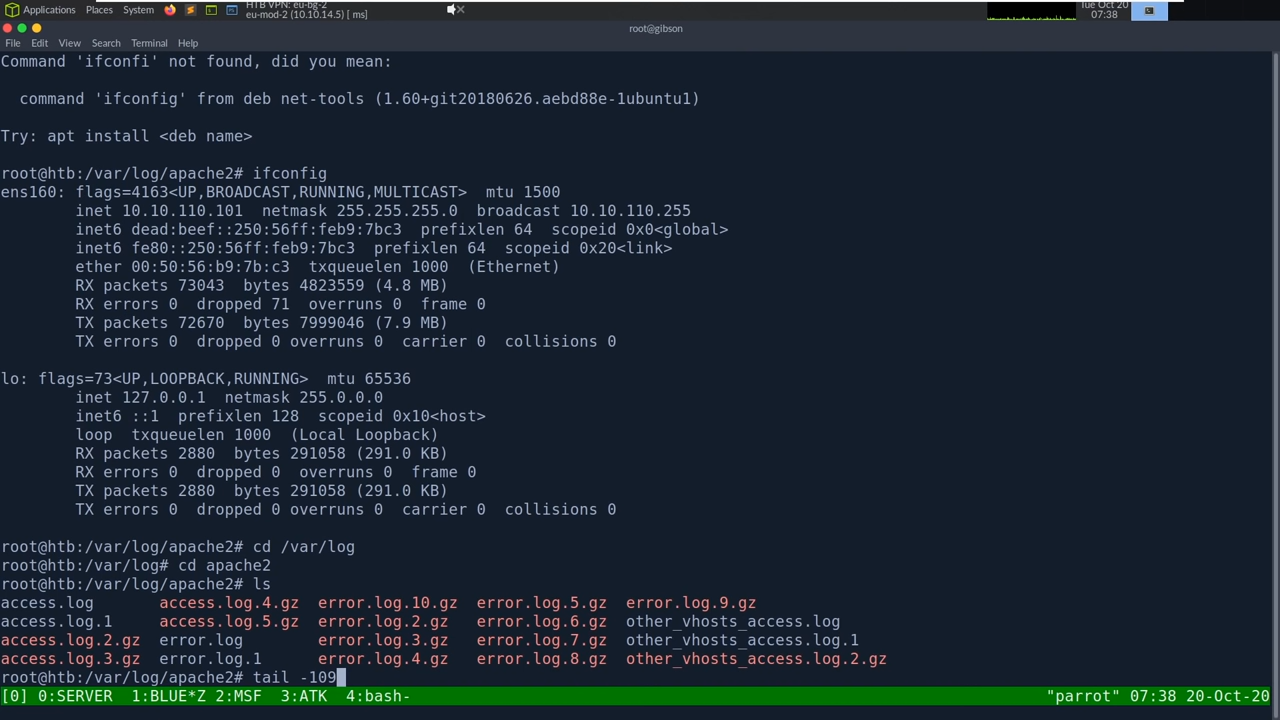 Applications Places System HTB VPN: eu-bg-2 Tue Oct 20
eu-mod-2 (10.10.14.5) [ ms] 07:38
root@gibson
File Edit View Search Terminal Help
Command 'ifconfi' not found, did you mean:
command 'ifconfig' from deb net-tools (1.60+git20180626.aebd88e-1ubuntu1)
Try: apt install <deb name>
root@htb:/var/log/apache2# ifconfig
ens160: flags=4163<UP,BROADCAST,RUNNING,MULTICAST>  mtu 1500
inet 10.10.110.101  netmask 255.255.255.0  broadcast 10.10.110.255
inet6 dead:beef::250:56ff:feb9:7bc3  prefixlen 64  scopeid 0x0<global>
inet6 fe80::250:56ff:feb9:7bc3  prefixlen 64  scopeid 0x20<link>
ether 00:50:56:b9:7b:c3  txqueuelen 1000  (Ethernet)
RX packets 73043  bytes 4823559 (4.8 MB)
RX errors 0  dropped 71  overruns 0  frame 0
TX packets 72670  bytes 7999046 (7.9 MB)
TX errors 0  dropped 0 overruns 0  carrier 0  collisions 0
lo: flags=73<UP,LOOPBACK,RUNNING>  mtu 65536
inet 127.0.0.1  netmask 255.0.0.0
inet6 ::1  prefixlen 128  scopeid 0x10<host>
loop  txqueuelen 1000  (Local Loopback)
RX packets 2880  bytes 291058 (291.0 KB)
RX errors 0  dropped 0  overruns 0  frame 0
TX packets 2880  bytes 291058 (291.0 KB)
TX errors 0  dropped 0 overruns 0  carrier 0  collisions 0
root@htb:/var/log/apache2# cd /var/log
root@htb:/var/log# cd apache2
root@htb:/var/log/apache2# ls
access.log access.log.4.gz error.log.10.gz error.log.5.gz error.log.9.gz
access.log.1 access.log.5.gz error.log.2.gz error.log.6.gz other_vhosts_access.log
access.log.2.gz error.log error.log.3.gz error.log.7.gz other_vhosts_access.log.1
access.log.3.gz error.log.1 error.log.4.gz error.log.8.gz other_vhosts_access.log.2.gz
root@htb:/var/log/apache2# tail -109
[0] 0:SERVER  1:BLUE*Z 2:MSF  3:ATK  4:bash- "parrot" 07:38 20-Oct-20